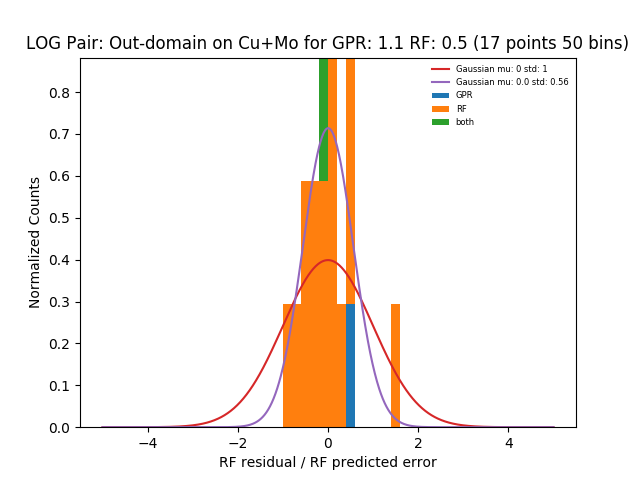 LOG Pair: Out-domain on Cu+Mo for GPR: 1.1 RF: 0.5 (17 points 50 bins)
Gaussian mu: 0 std: 1
Gaussian mu: 0.0 std: 0.56
GPR
RF
both
Normalized Counts
0.8
0.7
0.6
0.5
0.4
0.3
0.2
0.1
0.0
−4
−2
0
2
4
RF residual / RF predicted error